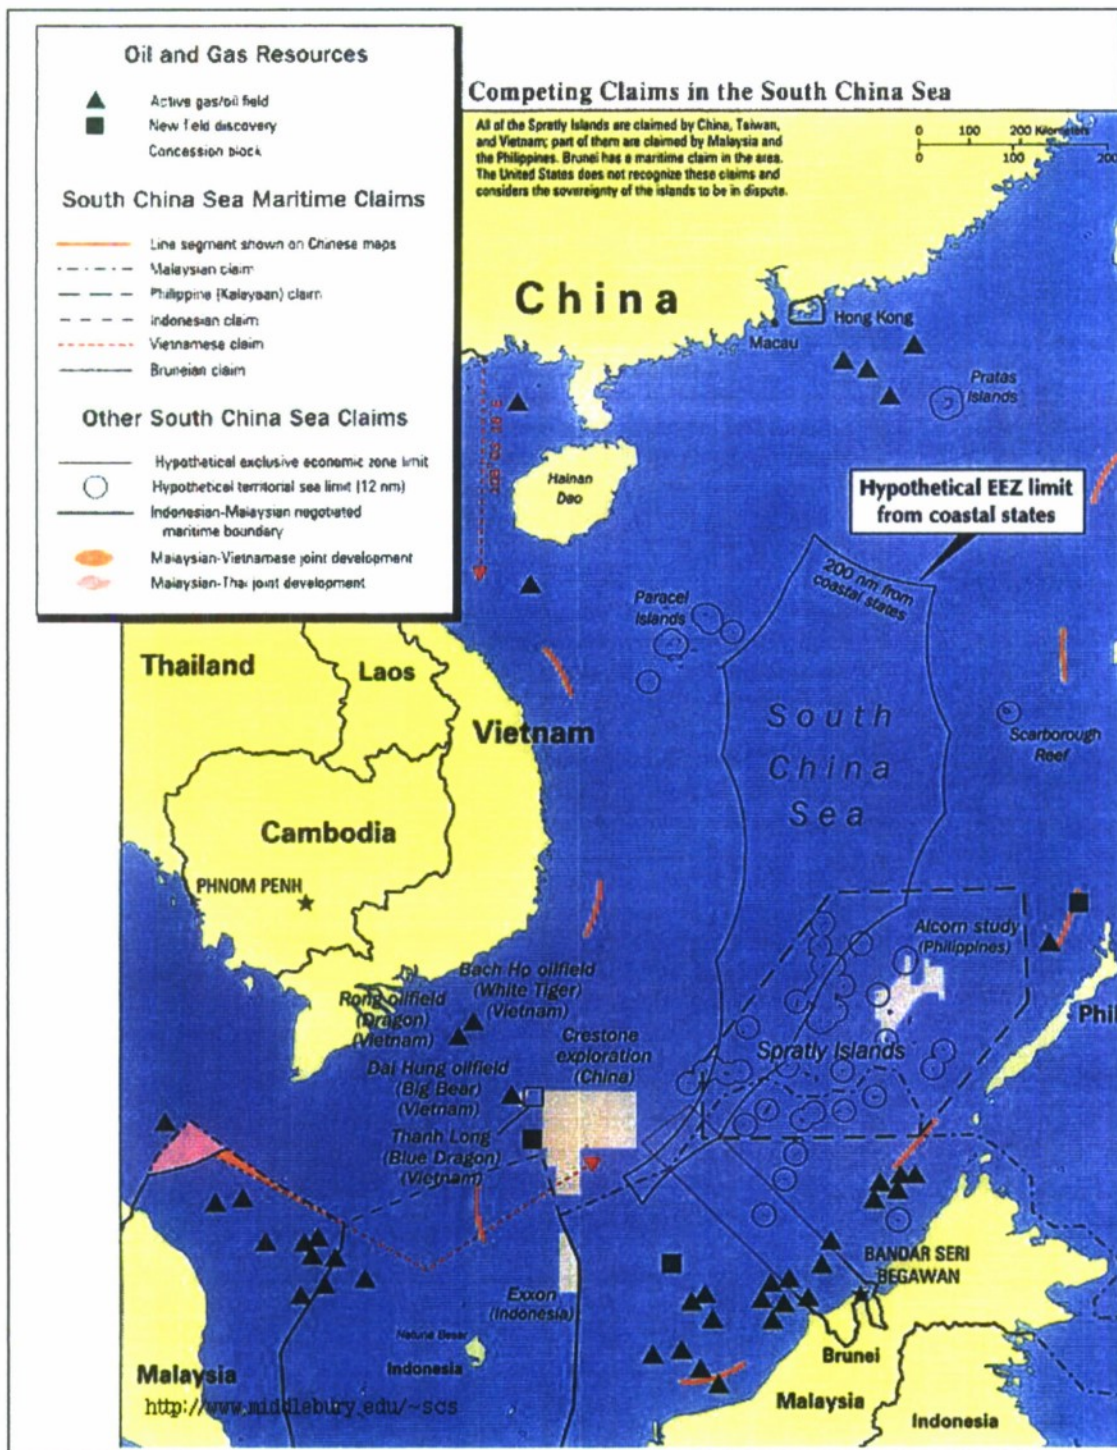 Oil and Gas Resources
Active gas/oil field
New field discovery
Concession block
South China Sea Maritime Claims
Line segment shown on Chinese maps
Malaysian claim
Philippine (Kalayaan) claim
Indonesian claim
Vietnamese claim
Bruneian claim
Other South China Sea Claims
Hypothetical exclusive economic zone limit
Hypothetical territorial sea limit (12 nm)
Indonesian-Malaysian negotiated
maritime boundary
Malaysian-Vietnamese joint development
Malaysian-Thai joint development
Competing Claims in the South China Sea
All of the Spratly Islands are claimed by China, Taiwan,
and Vietnam; part of them are claimed by Malaysia and
the Philippines. Brunei has a maritime claim in the area.
The United States does not recognize these claims and
considers the sovereignty of the islands to be in dispute.
0 100 200 Kilometers
0 100 200
China
Hong Kong
Macau
Pratas
Islands
Hainan
Dao
Hypothetical EEZ limit
from coastal states
200 nm from
coastal states
Paracel
Islands
Thailand
Laos
Vietnam
South
China
Sea
Scarborough
Reef
Cambodia
PHNOM PENH
Alcorn study
(Philippines)
Bach Ho oilfield
(White Tiger)
(Vietnam)
Rong oilfield
(Dragon)
(Vietnam)
Crestone
exploration
(China)
Phil
Spratly Islands
Dai Hung oilfield
(Big Bear)
(Vietnam)
Thanh Long
(Blue Dragon)
(Vietnam)
BANDAR SERI
BEGAWAN
Exxon
(Indonesia)
Natuna Besar
Indonesia
Brunei
Malaysia
Malaysia
Indonesia
http://www.middlebury.edu/~scs